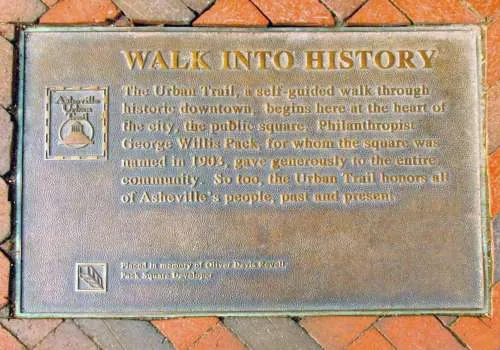 WALK INTO HISTORY
The Urban Trail, a self-guided walk through
historic downtown, begins here at the heart of
the city, the public square. Philanthropist
George Willis Pack, for whom the square was
named in 1903, gave generously to the entire
community. So too, the Urban Trail honors all
of Asheville's people, past and present.
Asheville
Urban
Trail
Placed in memory of Oliver Davis Revell,
Pack Square Developer